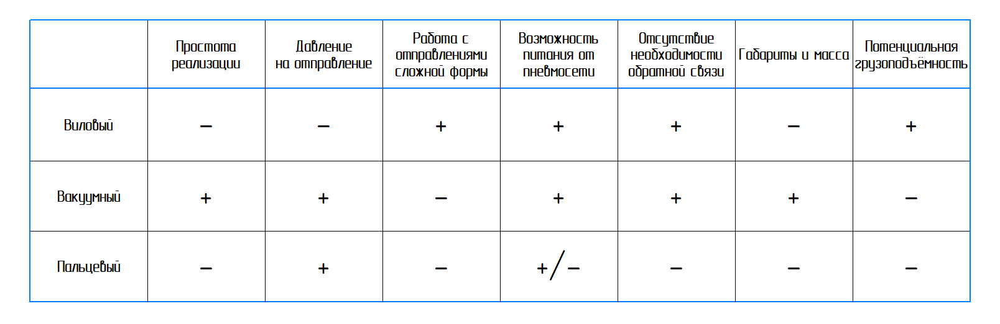 Простота
реализации
Давление
на отправление
Работа с
отправлениями
сложной формы
Возможность
питания от
пневмосети
Отсутствие
необходимости
обратной связи
Габариты и масса
Потенциальная
грузоподъёмность
Виловый
− − + + + − +
Вакуумный
+ + − + + + −
Пальцевый
− + − +/− − − −